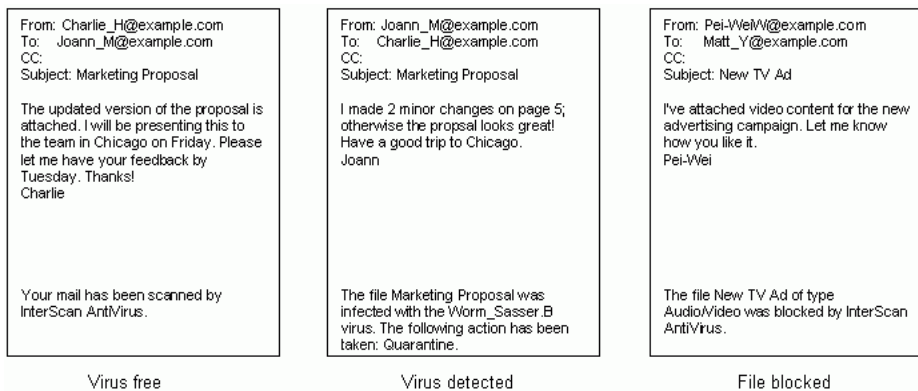 From: Charlie_H@example.com
To: Joann_M@example.com
CC:
Subject: Marketing Proposal
The updated version of the proposal is
attached. I will be presenting this to
the team in Chicago on Friday. Please
let me have your feedback by
Tuesday. Thanks!
Charlie
Your mail has been scanned by
InterScan AntiVirus.
Virus free
From: Joann_M@example.com
To: Charlie_H@example.com
CC:
Subject: Marketing Proposal
I made 2 minor changes on page 5;
otherwise the propsal looks great!
Have a good trip to Chicago.
Joann
The file Marketing Proposal was
infected with the Worm_Sasser.B
virus. The following action has been
taken: Quarantine.
Virus detected
From: Pei-WeiW@example.com
To: Matt_Y@example.com
CC:
Subject: New TV Ad
I've attached video content for the new
advertising campaign. Let me know
how you like it.
Pei-Wei
The file New TV Ad of type
Audio/Video was blocked by InterScan
AntiVirus.
File blocked